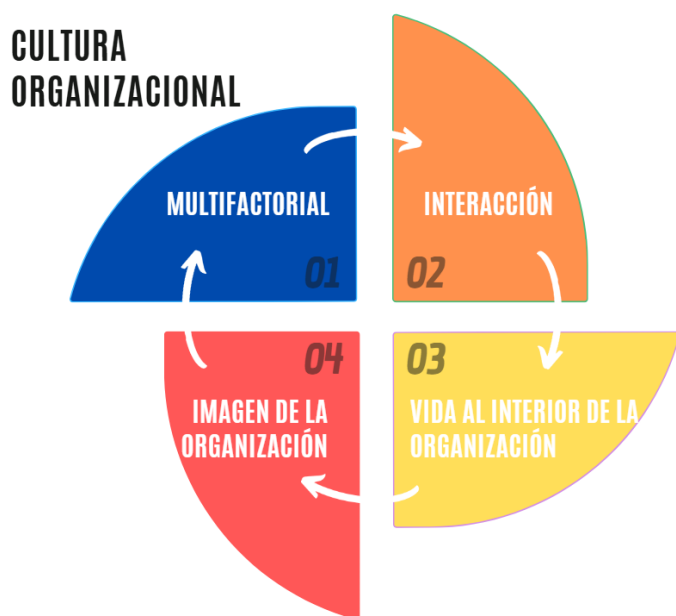 CULTURA
ORGANIZACIONAL
MULTIFACTORIAL
01
INTERACCIÓN
02
03
VIDA AL INTERIOR DE LA
ORGANIZACIÓN
04
IMAGEN DE LA
ORGANIZACIÓN